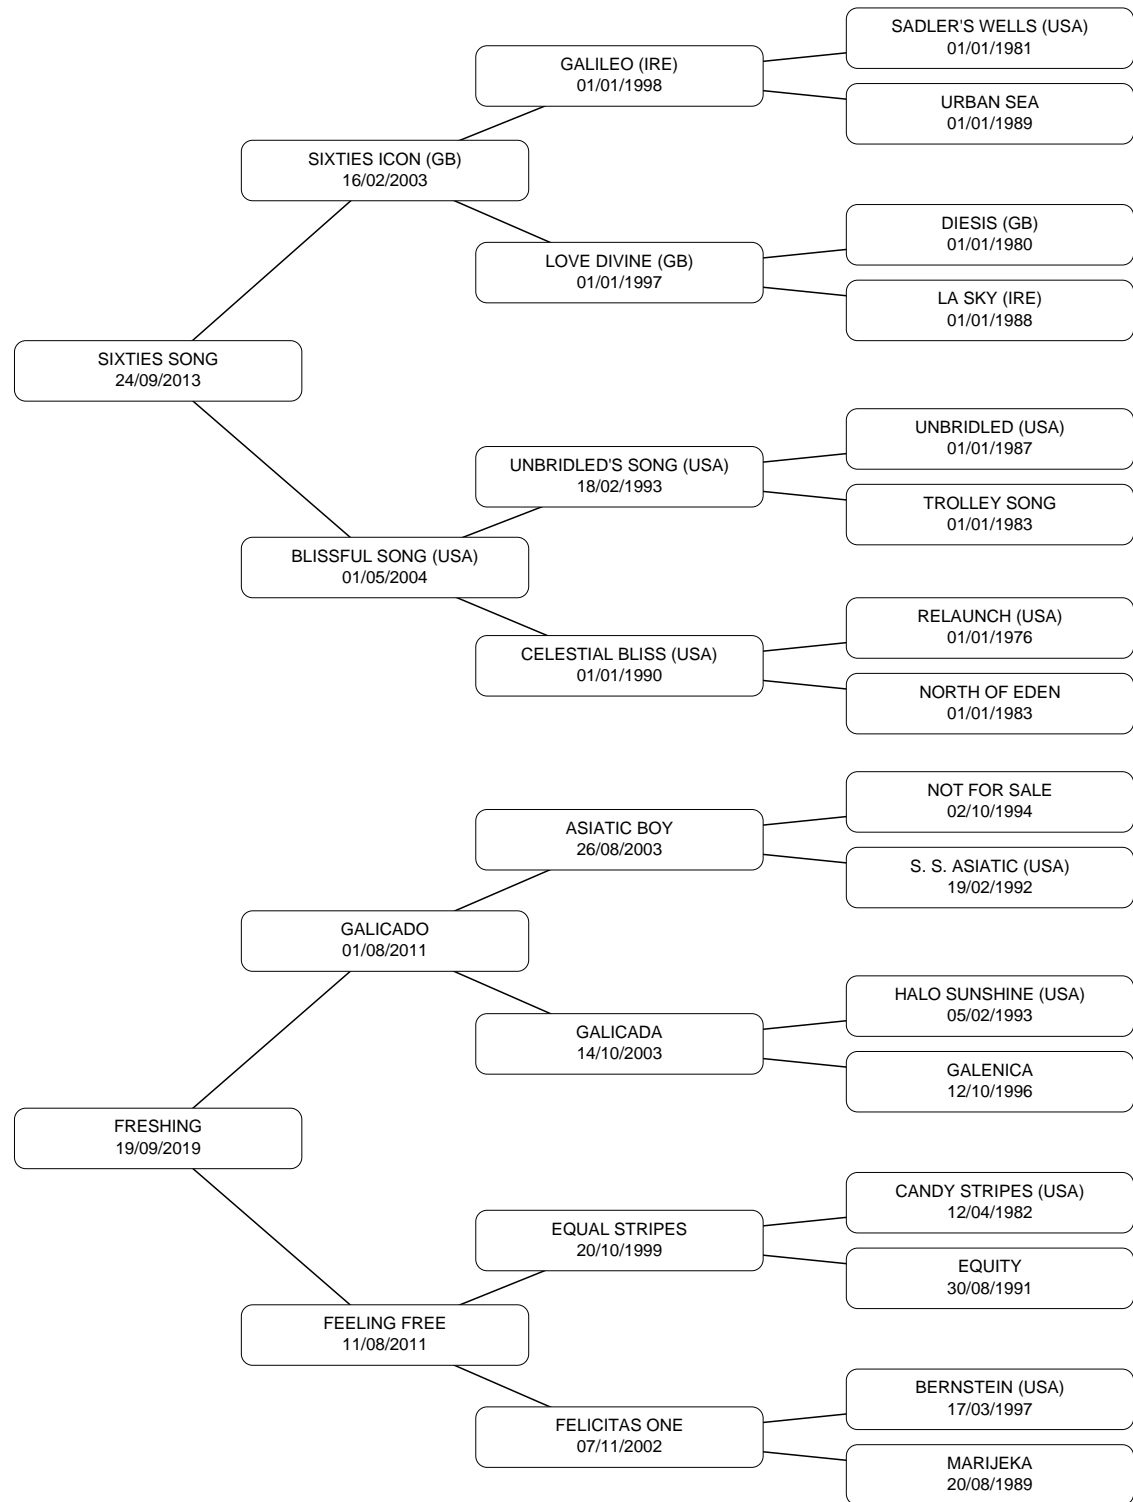 SADLER'S WELLS (USA)
01/01/1981
GALILEO (IRE)
01/01/1998
URBAN SEA
01/01/1989
SIXTIES ICON (GB)
16/02/2003
DIESIS (GB)
01/01/1980
LOVE DIVINE (GB)
01/01/1997
LA SKY (IRE)
01/01/1988
SIXTIES SONG
24/09/2013
UNBRIDLED (USA)
01/01/1987
UNBRIDLED'S SONG (USA)
18/02/1993
TROLLEY SONG
01/01/1983
BLISSFUL SONG (USA)
01/05/2004
RELAUNCH (USA)
01/01/1976
CELESTIAL BLISS (USA)
01/01/1990
NORTH OF EDEN
01/01/1983
NOT FOR SALE
02/10/1994
ASIATIC BOY
26/08/2003
S. S. ASIATIC (USA)
19/02/1992
GALICADO
01/08/2011
HALO SUNSHINE (USA)
05/02/1993
GALICADA
14/10/2003
GALENICA
12/10/1996
FRESHING
19/09/2019
CANDY STRIPES (USA)
12/04/1982
EQUAL STRIPES
20/10/1999
EQUITY
30/08/1991
FEELING FREE
11/08/2011
BERNSTEIN (USA)
17/03/1997
FELICITAS ONE
07/11/2002
MARIJEKA
20/08/1989